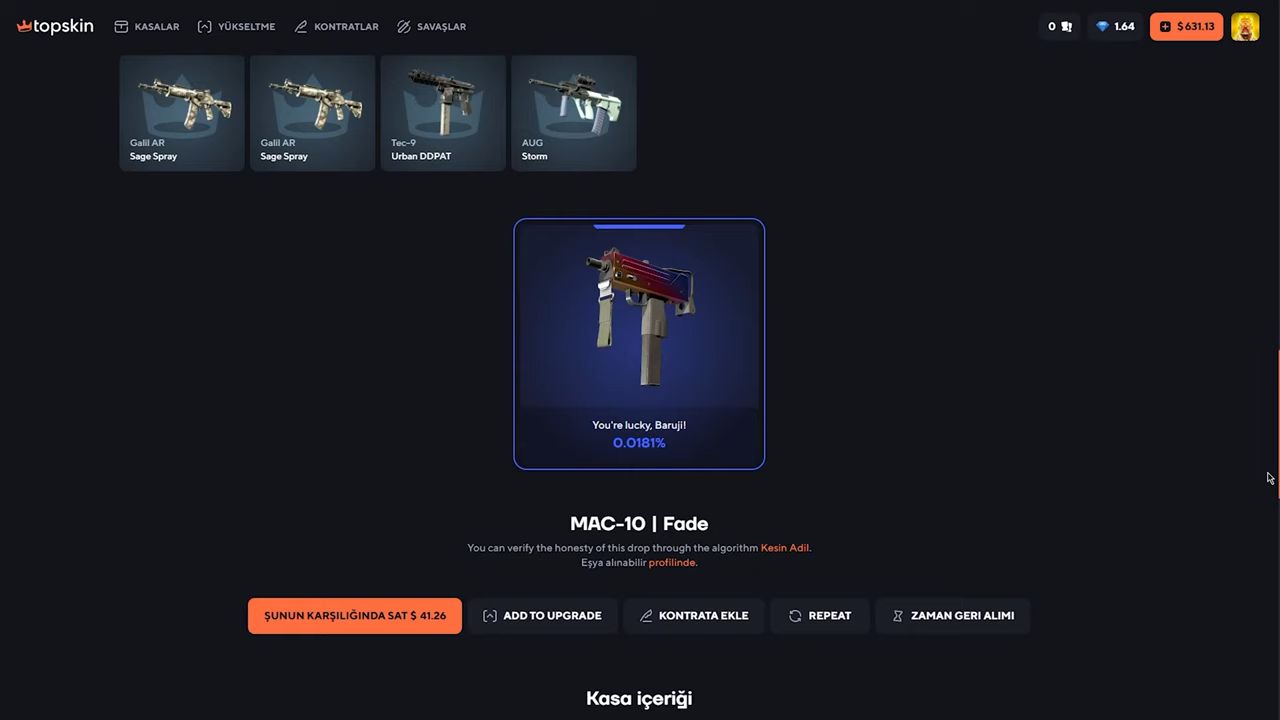 topskin
KASALAR
YÜKSELTME
KONTRATLAR
SAVAŞLAR
0
1.64
$631.13
Galil AR
Sage Spray
Galil AR
Sage Spray
Tec-9
Urban DDPAT
AUG
Storm
You're lucky, Baruji!
0.0181%
MAC-10 | Fade
You can verify the honesty of this drop through the algorithm Kesin Adil.
Eşya alınabilir profilinde.
ŞUNUN KARŞILIĞINDA SAT $ 41.26
ADD TO UPGRADE
KONTRATA EKLE
REPEAT
ZAMAN GERI ALIMI
Kasa içeriği